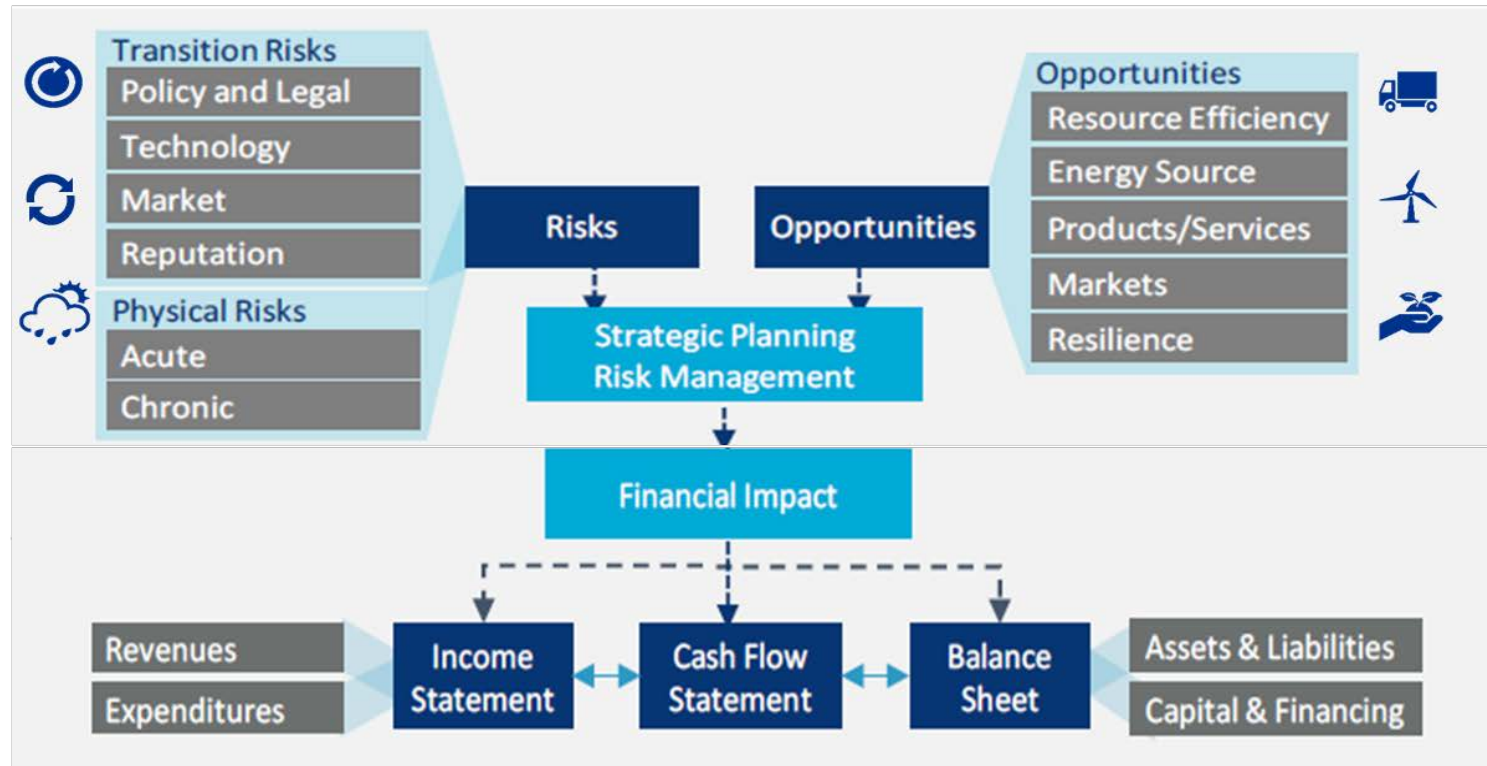 Transition Risks
Policy and Legal
Technology
Market
Reputation
Physical Risks
Acute
Chronic
Risks
Opportunities
Opportunities
Resource Efficiency
Energy Source
Products/Services
Markets
Resilience
Strategic Planning
Risk Management
Financial Impact
Revenues
Expenditures
Income
Statement
Cash Flow
Statement
Balance
Sheet
Assets & Liabilities
Capital & Financing